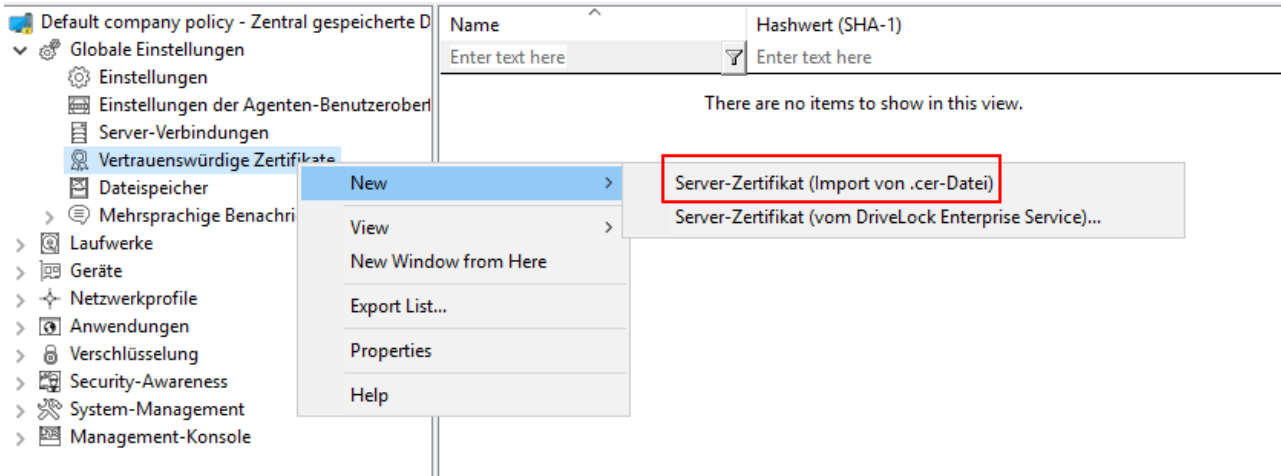 Default company policy - Zentral gespeicherte D
Globale Einstellungen
Einstellungen
Einstellungen der Agenten-Benutzerober
Server-Verbindungen
Vertrauenswürdige Zertifikate
Dateispeicher
Mehrsprachige Benachri
Laufwerke
Geräte
Netzwerkprofile
Anwendungen
Verschlüsselung
Security-Awareness
System-Management
Management-Konsole
Name
Hashwert (SHA-1)
Enter text here
Enter text here
There are no items to show in this view.
New
View
New Window from Here
Export List...
Properties
Help
Server-Zertifikat (Import von .cer-Datei)
Server-Zertifikat (vom DriveLock Enterprise Service)...